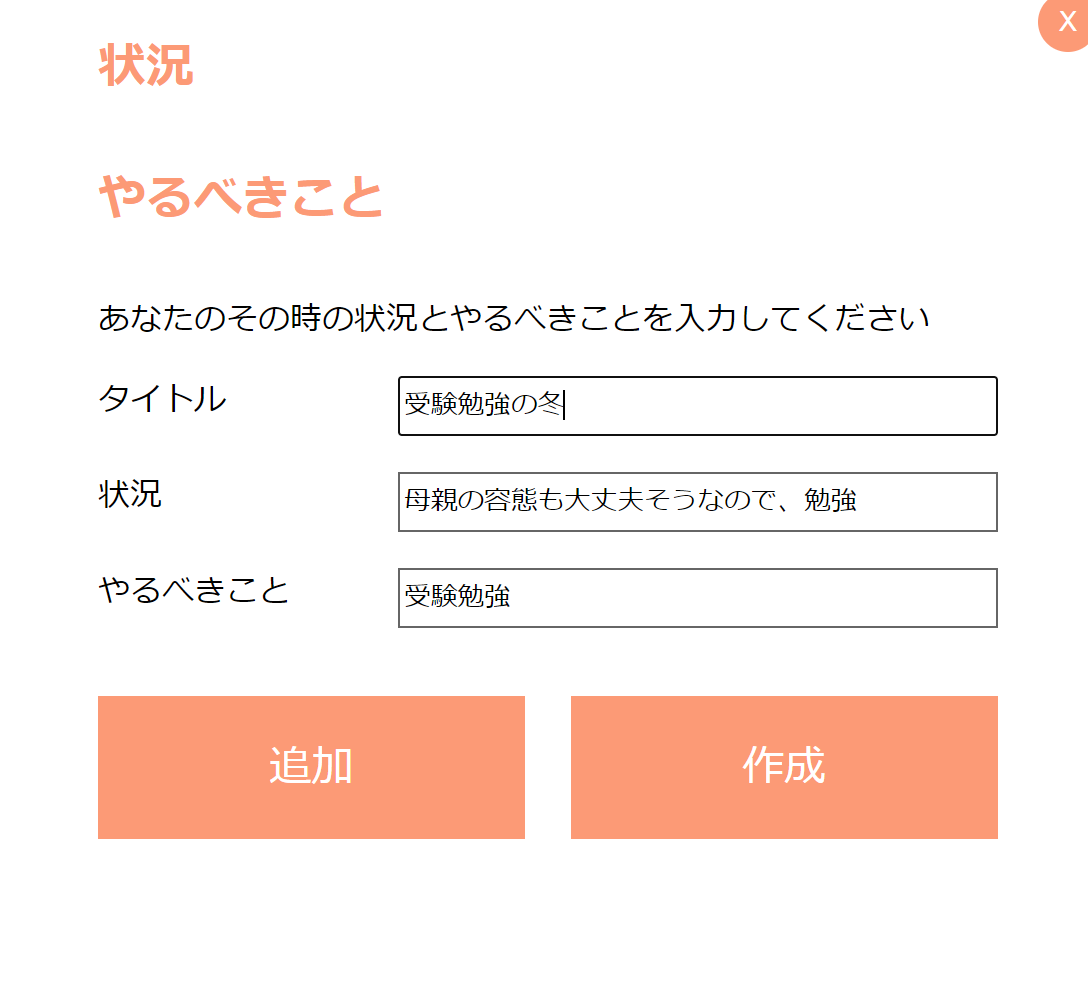 X
状況
やるべきこと
あなたのその時の状況とやるべきことを入力してください
タイトル 受験勉強の冬
状況 母親の容態も大丈夫そうなので、勉強
やるべきこと 受験勉強
追加 作成